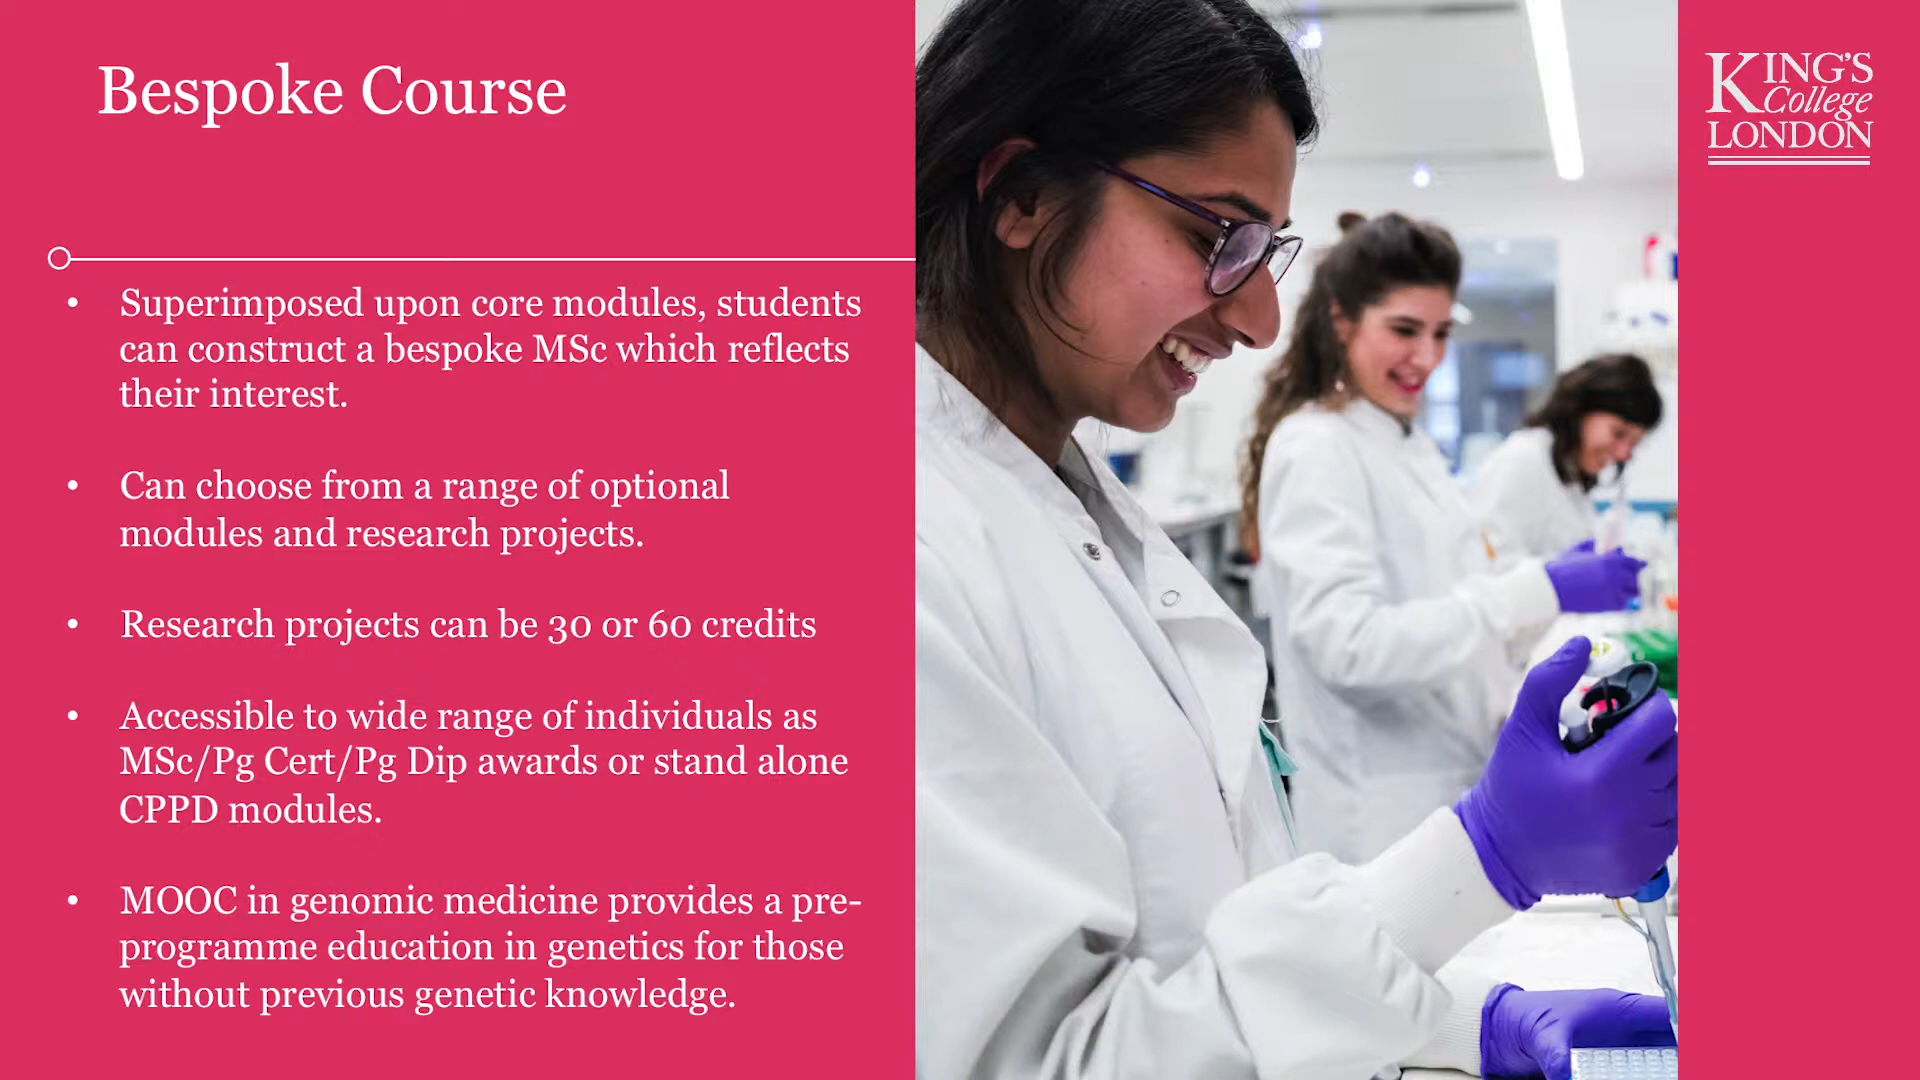 Bespoke Course
KING'S
College
LONDON
• Superimposed upon core modules, students
can construct a bespoke MSc which reflects
their interest.
• Can choose from a range of optional
modules and research projects.
• Research projects can be 30 or 60 credits
• Accessible to wide range of individuals as
MSc/Pg Cert/Pg Dip awards or stand alone
CPPD modules.
• MOOC in genomic medicine provides a pre-
programme education in genetics for those
without previous genetic knowledge.